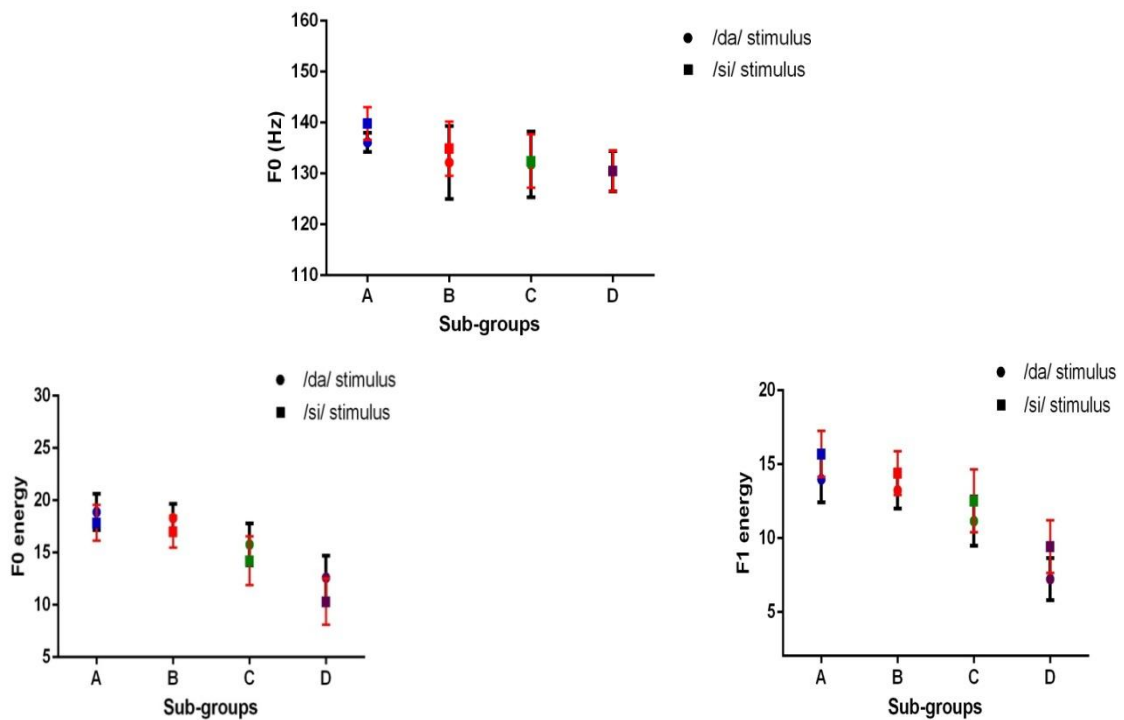 160
150
140
130
120
110
F0 (Hz)
A B C D
Sub-groups
/da/ stimulus
/si/ stimulus
30
25
20
15
10
5
F0 energy
A B C D
Sub-groups
/da/ stimulus
/si/ stimulus
20
15
10
5
F1 energy
A B C D
Sub-groups
/da/ stimulus
/si/ stimulus